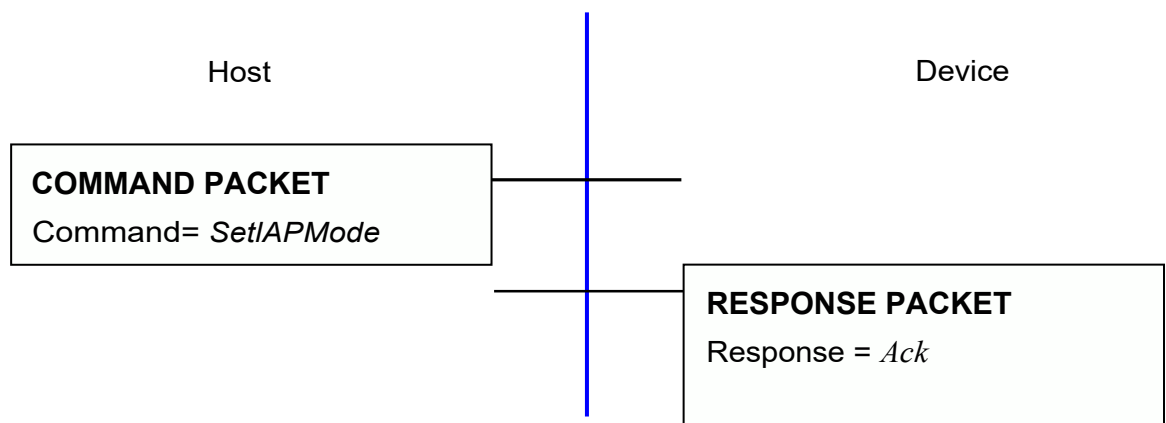 Host
Device
COMMAND PACKET
Command= SetIAPMode
RESPONSE PACKET
Response = Ack